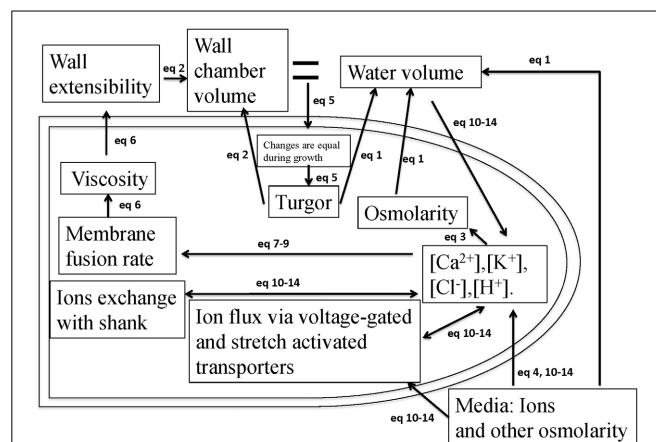 Wall
extensibility
eq 2
Wall
chamber
volume
=
eq 5
Water volume
eq 1
eq 10-14
eq 6
Changes are equal
during growth
eq 2
eq 5
eq 1
eq 1
Viscosity
Turgor
Osmolarity
eq 6
eq 3
Membrane
fusion rate
eq 7-9
[Ca²⁺],[K⁺],
[Cl⁻],[H⁺].
Ions exchange
with shank
eq 10-14
Ion flux via voltage-gated
and stretch activated
transporters
eq 10-14
eq 4, 10-14
eq 10-14
Media: Ions
and other osmolarity